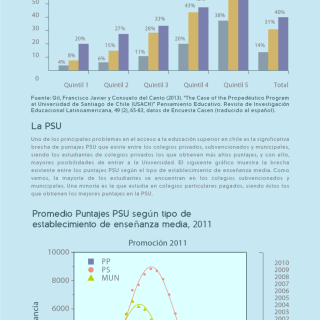 50
40
30
20
10
0
4%
8%
20%
6%
15%
27%
11%
26%
33%
20%
43%
38%
14%
31%
40%
Quintil 1
Quintil 2
Quintil 3
Quintil 4
Quintil 5
Total
Fuente: Gil, Francisco Javier y Consuelo del Canto (2013). "The Case of the Propedéutico Program
at Universidad de Santiago de Chile (USACH)" Pensamiento Educativo. Revista de Investigación
Educacional Latinoamericana, 49 (2), 65-83, datos de Encuesta Casen (traducido al español).
La PSU
Uno de los principales problemas en el acceso a la educación superior en chile es la significativa
brecha de puntajes PSU que existe entre los colegios privados, subvencionados y municipales,
siendo los estudiantes de colegios privados los que obtienen más altos puntajes, y con ello,
mayores posibilidades de entrar a la Universidad. El siguiente gráfico muestra la brecha
existente entre los puntajes PSU según el tipo de establecimiento de enseñanza media. Como
vemos, la mayoría de los estudiantes se encuentran en los colegios subvencionados y
municipales. Una minoría es la que estudia en colegios particulares pagados, siendo éstos los
que obtienen los mejores puntajes en la PSU.
Promedio Puntajes PSU según tipo de
establecimiento de enseñanza media, 2011
Promoción 2011
10000
8000
6000
PP
PS
MUN
2010
2009
2008
2007
2006
2005
2004
2003
2002